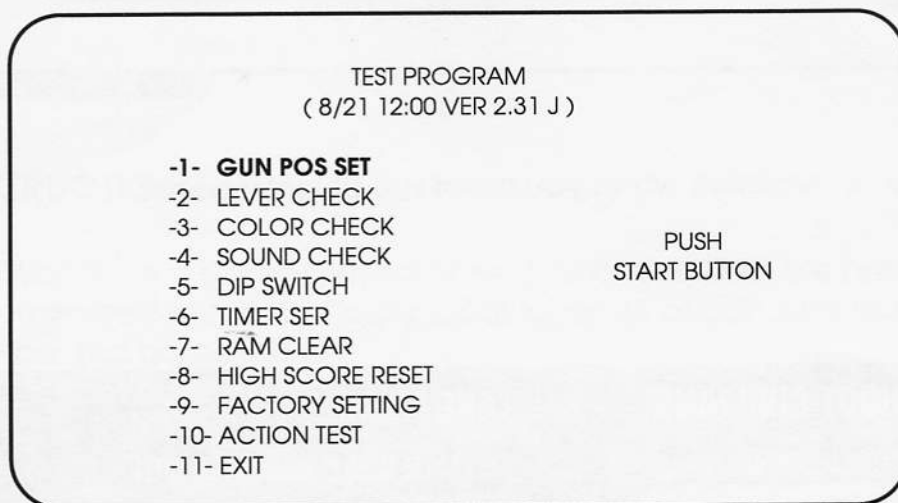 TEST PROGRAM
( 8/21 12:00 VER 2.31 J )
-1- GUN POS SET
-2- LEVER CHECK
-3- COLOR CHECK
-4- SOUND CHECK
-5- DIP SWITCH
-6- TIMER SER
-7- RAM CLEAR
-8- HIGH SCORE RESET
-9- FACTORY SETTING
-10- ACTION TEST
-11- EXIT
PUSH
START BUTTON